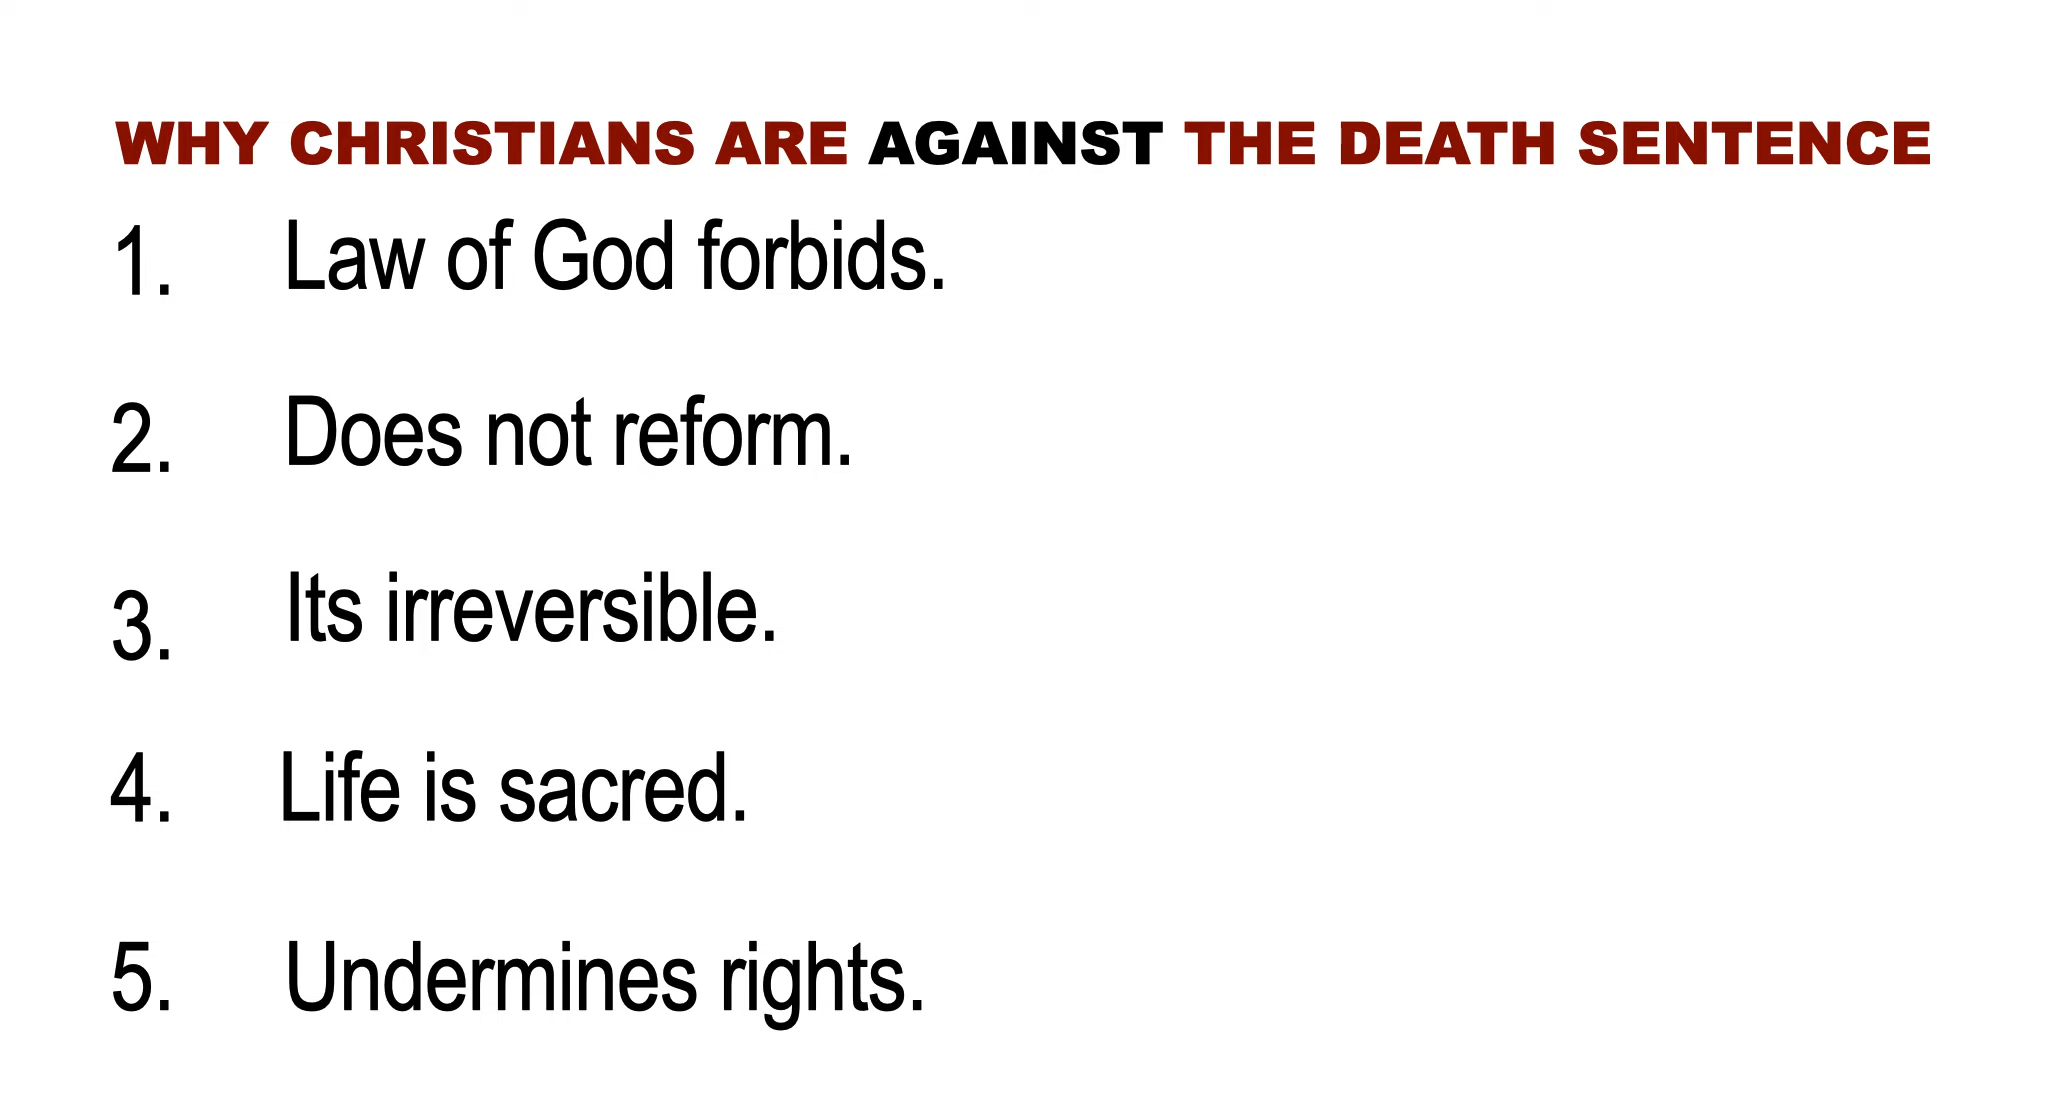 WHY CHRISTIANS ARE AGAINST THE DEATH SENTENCE
1. Law of God forbids.
2. Does not reform.
3. Its irreversible.
4. Life is sacred.
5. Undermines rights.